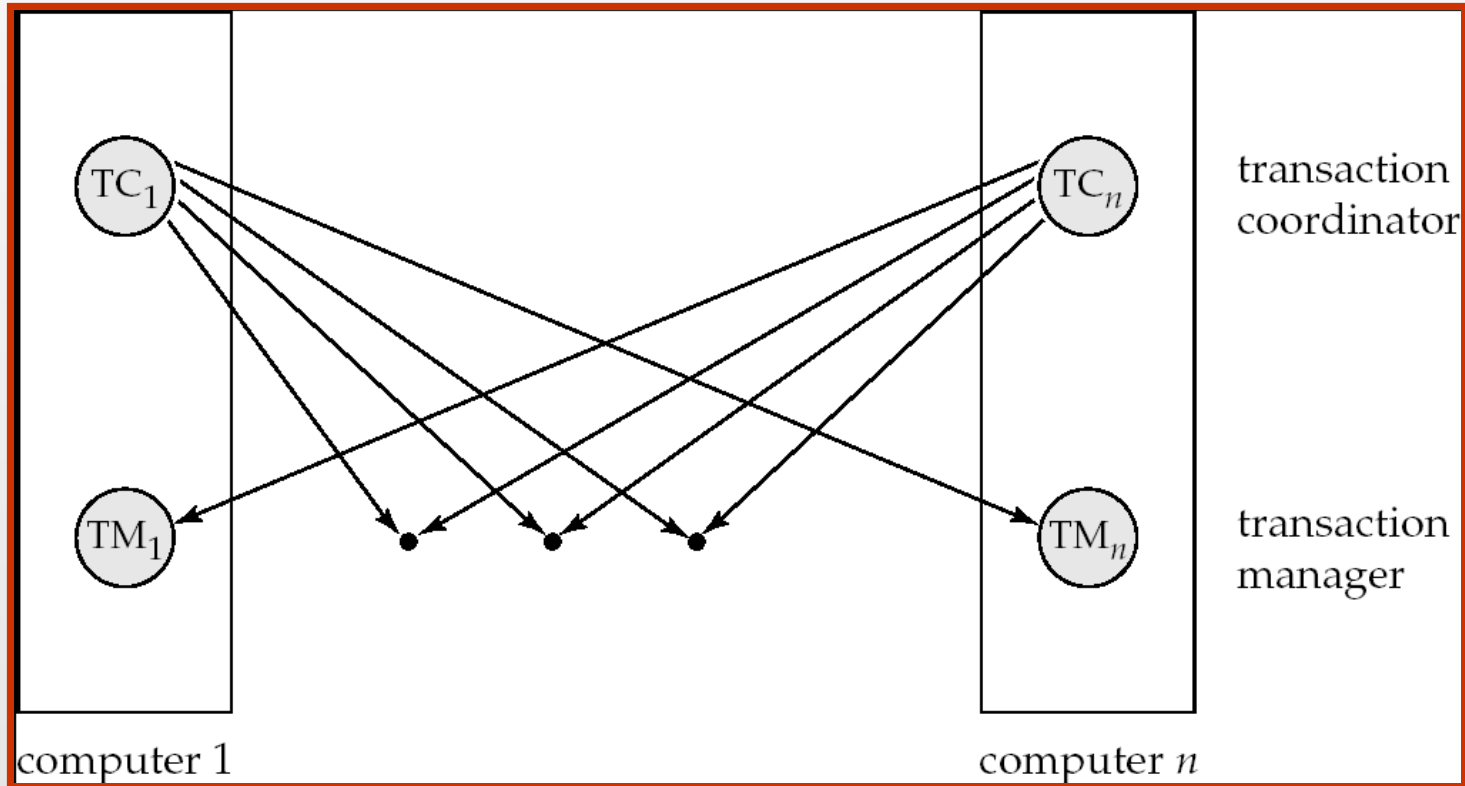 TC₁
TCₙ
transaction
coordinator
TM₁
TMₙ
transaction
manager
computer 1
computer n